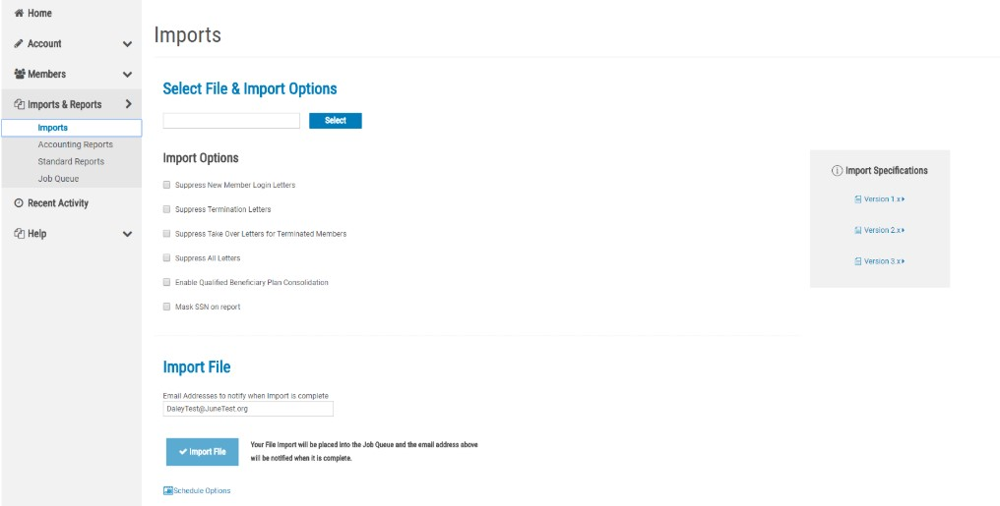 Home
Account
Members
Imports & Reports
Imports
Accounting Reports
Standard Reports
Job Queue
Recent Activity
Help
Imports
Select File & Import Options
Select
Import Options
Suppress New Member Login Letters
Suppress Termination Letters
Suppress Take Over Letters for Terminated Members
Suppress All Letters
Enable Qualified Beneficiary Plan Consolidation
Mask SSN on report
Import Specifications
Version 1.x
Version 2.x
Version 3.x
Import File
Email Addresses to notify when Import is complete
DaleyTest@JuneTest.org
Import File
Your File Import will be placed into the Job Queue and the email address above
will be notified when it is complete.
Schedule Options